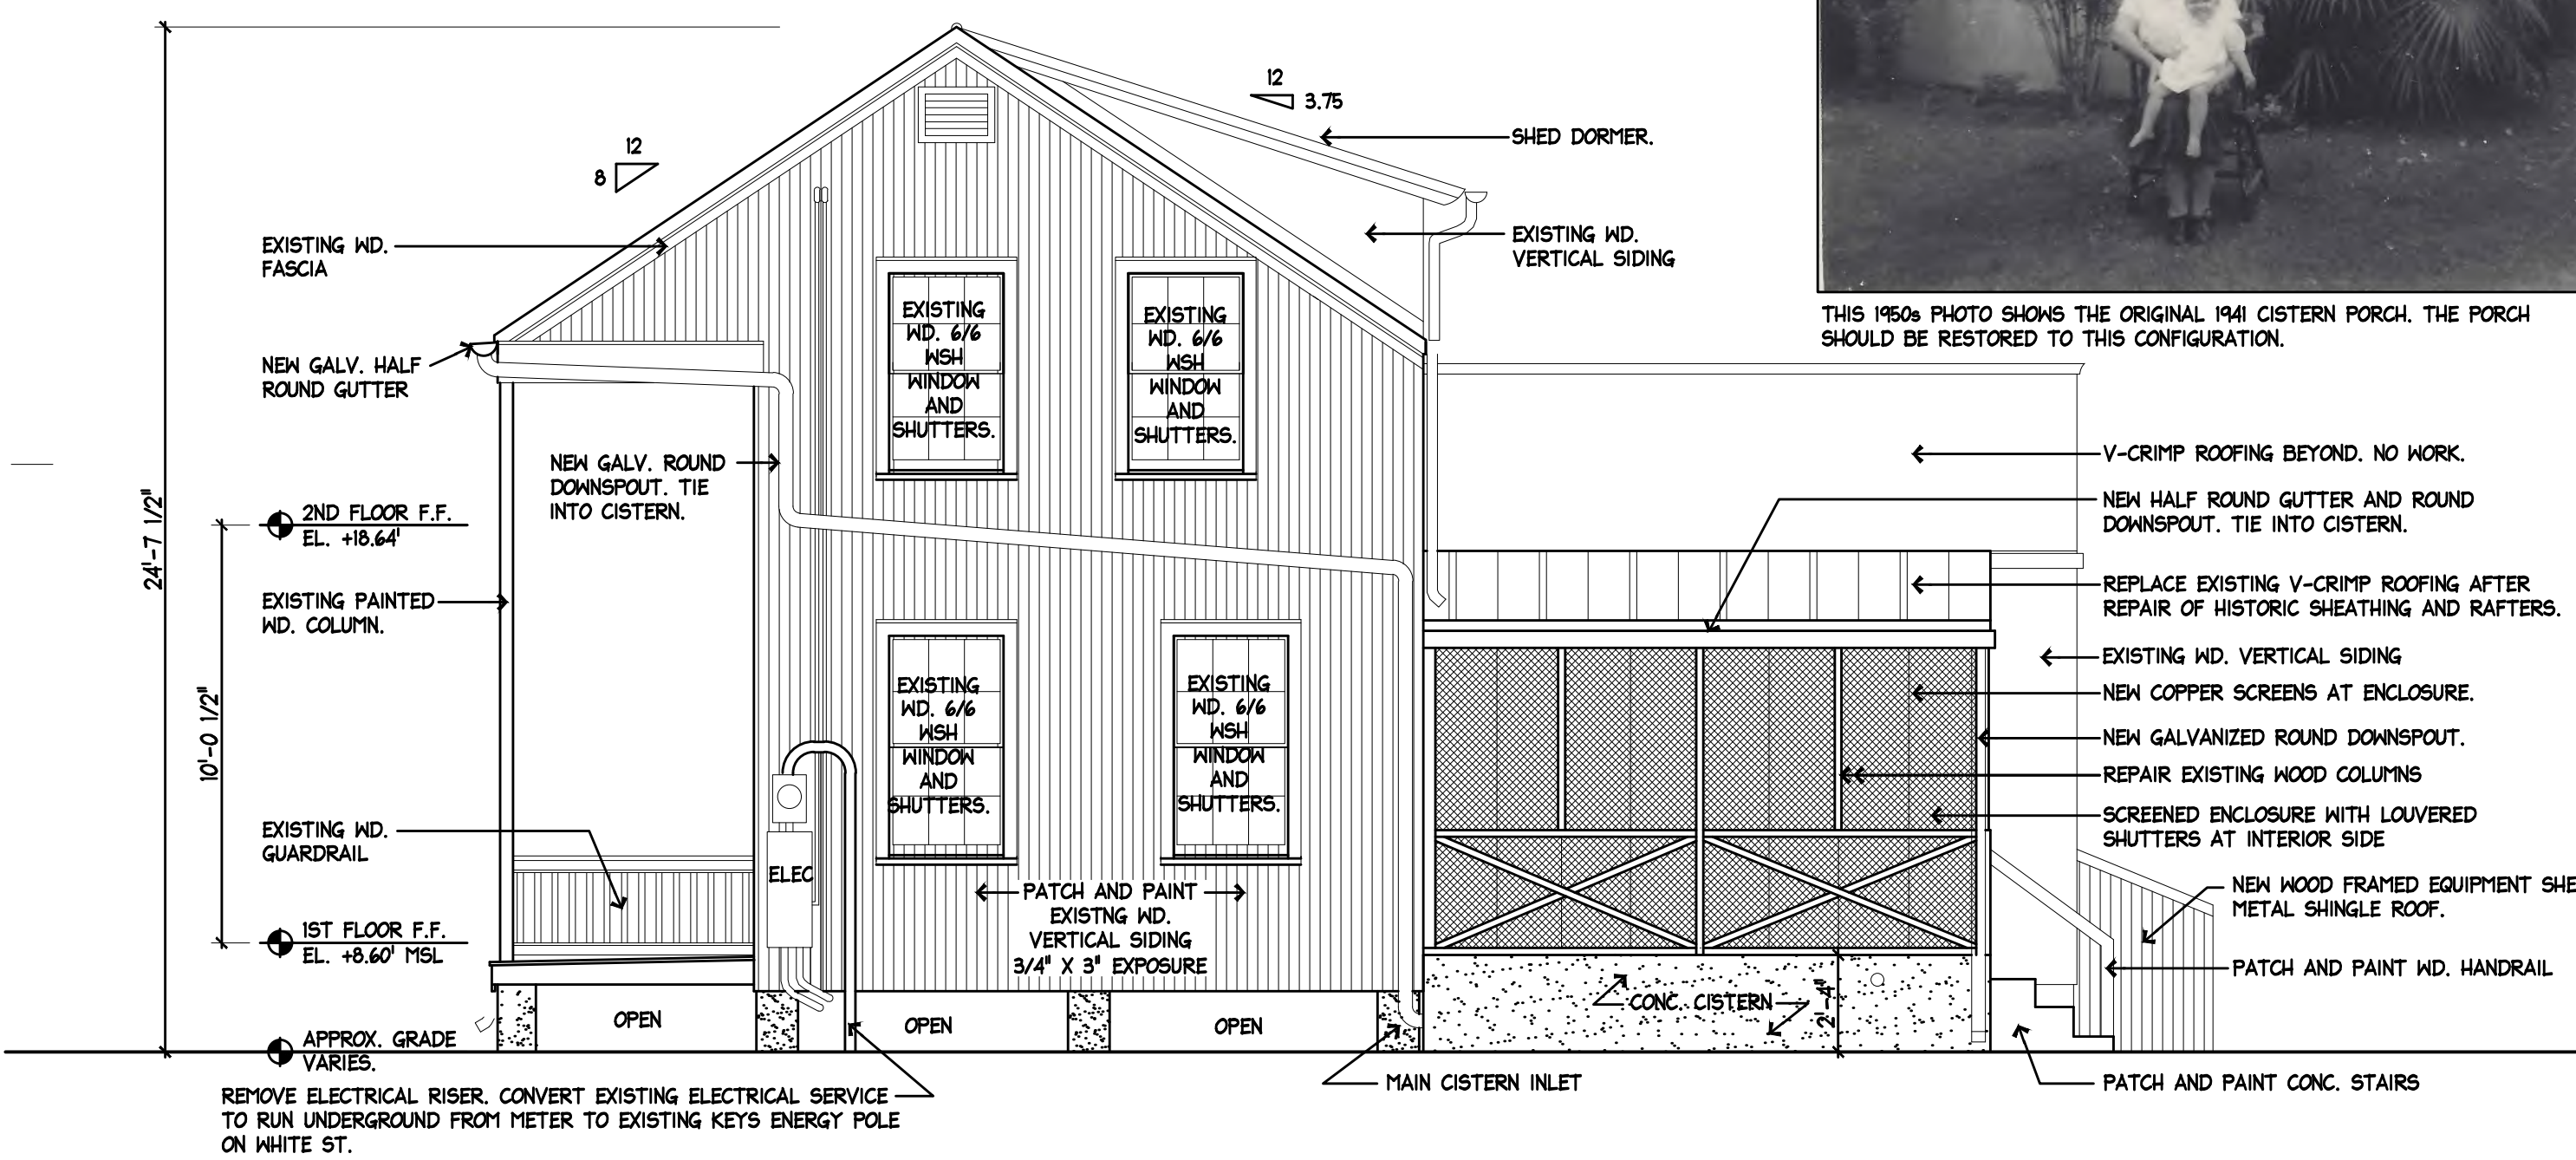 12
3.75
SHED DORMER.
12
8
EXISTING WD.
FASCIA
EXISTING WD.
VERTICAL SIDING
NEW GALV. HALF
ROUND GUTTER
EXISTING
WD. 6/6
WSH
WINDOW
AND
SHUTTERS.
EXISTING
WD. 6/6
WSH
WINDOW
AND
SHUTTERS.
THIS 1950s PHOTO SHOWS THE ORIGINAL 1941 CISTERN PORCH. THE PORCH
SHOULD BE RESTORED TO THIS CONFIGURATION.
NEW GALV. ROUND
DOWNSPOUT. TIE
INTO CISTERN.
24'-7 1/2"
2ND FLOOR F.F.
EL. +18.64'
V-CRIMP ROOFING BEYOND. NO WORK.
NEW HALF ROUND GUTTER AND ROUND
DOWNSPOUT. TIE INTO CISTERN.
REPLACE EXISTING V-CRIMP ROOFING AFTER
REPAIR OF HISTORIC SHEATHING AND RAFTERS.
EXISTING PAINTED
WD. COLUMN.
EXISTING WD. VERTICAL SIDING
NEW COPPER SCREENS AT ENCLOSURE.
NEW GALVANIZED ROUND DOWNSPOUT.
REPAIR EXISTING WOOD COLUMNS
SCREENED ENCLOSURE WITH LOUVERED
SHUTTERS AT INTERIOR SIDE
10'-0 1/2"
EXISTING
WD. 6/6
WSH
WINDOW
AND
SHUTTERS.
EXISTING
WD. 6/6
WSH
WINDOW
AND
SHUTTERS.
EXISTING WD.
GUARDRAIL
ELEC
PATCH AND PAINT
EXISTNG WD.
VERTICAL SIDING
3/4" X 3" EXPOSURE
NEW WOOD FRAMED EQUIPMENT SHE
METAL SHINGLE ROOF.
1ST FLOOR F.F.
EL. +8.60' MSL
PATCH AND PAINT WD. HANDRAIL
CONC. CISTERN
2'-4"
OPEN
OPEN
OPEN
APPROX. GRADE
VARIES.
MAIN CISTERN INLET
PATCH AND PAINT CONC. STAIRS
REMOVE ELECTRICAL RISER. CONVERT EXISTING ELECTRICAL SERVICE
TO RUN UNDERGROUND FROM METER TO EXISTING KEYS ENERGY POLE
ON WHITE ST.